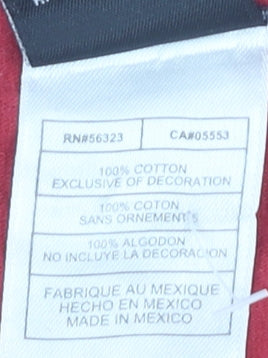 RN#56323 CA#05553
100% COTTON
EXCLUSIVE OF DECORATION
100% COTON
SANS ORNEMENTS
100% ALGODON
NO INCLUYE LA DECORACION
FABRIQUE AU MEXIQUE
HECHO EN MEXICO
MADE IN MEXICO